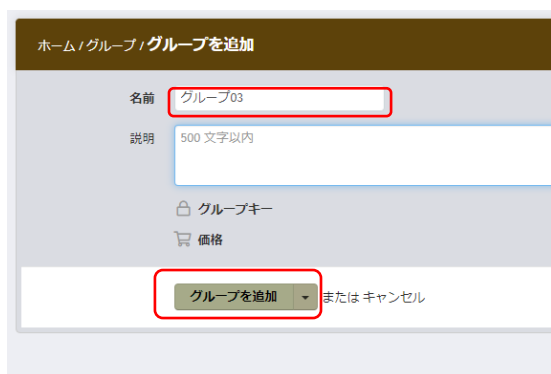 ホーム / グループ / グループを追加
名前 グループ03
説明 500 文字以内
グループキー
価格
グループを追加 または キャンセル